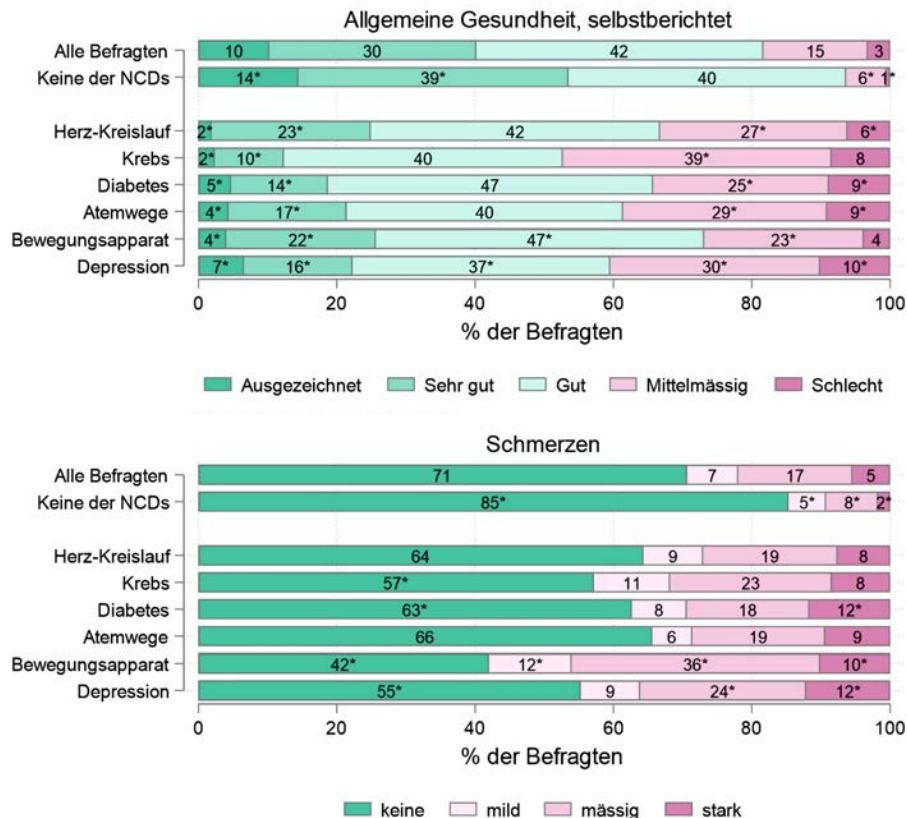 Allgemeine Gesundheit, selbstberichtet
Alle Befragten 10 30 42 15 3
Keine der NCDs 14* 39* 40 6* 1*
Herz-Kreislauf 2* 23* 42 27* 6*
Krebs 2* 10* 40 39* 8
Diabetes 5* 14* 47 25* 9*
Atemwege 4* 17* 40 29* 9*
Bewegungsapparat 4* 22* 47* 23* 4
Depression 7* 16* 37* 30* 10*
0 20 40 60 80 100
% der Befragten
Ausgezeichnet Sehr gut Gut Mittelmässig Schlecht
Schmerzen
Alle Befragten 71 7 17 5
Keine der NCDs 85* 5* 8* 2*
Herz-Kreislauf 64 9 19 8
Krebs 57* 11 23 8
Diabetes 63* 8 18 12*
Atemwege 66 6 19 9
Bewegungsapparat 42* 12* 36* 10*
Depression 55* 9 24* 12*
0 20 40 60 80 100
% der Befragten
keine mild mässig stark